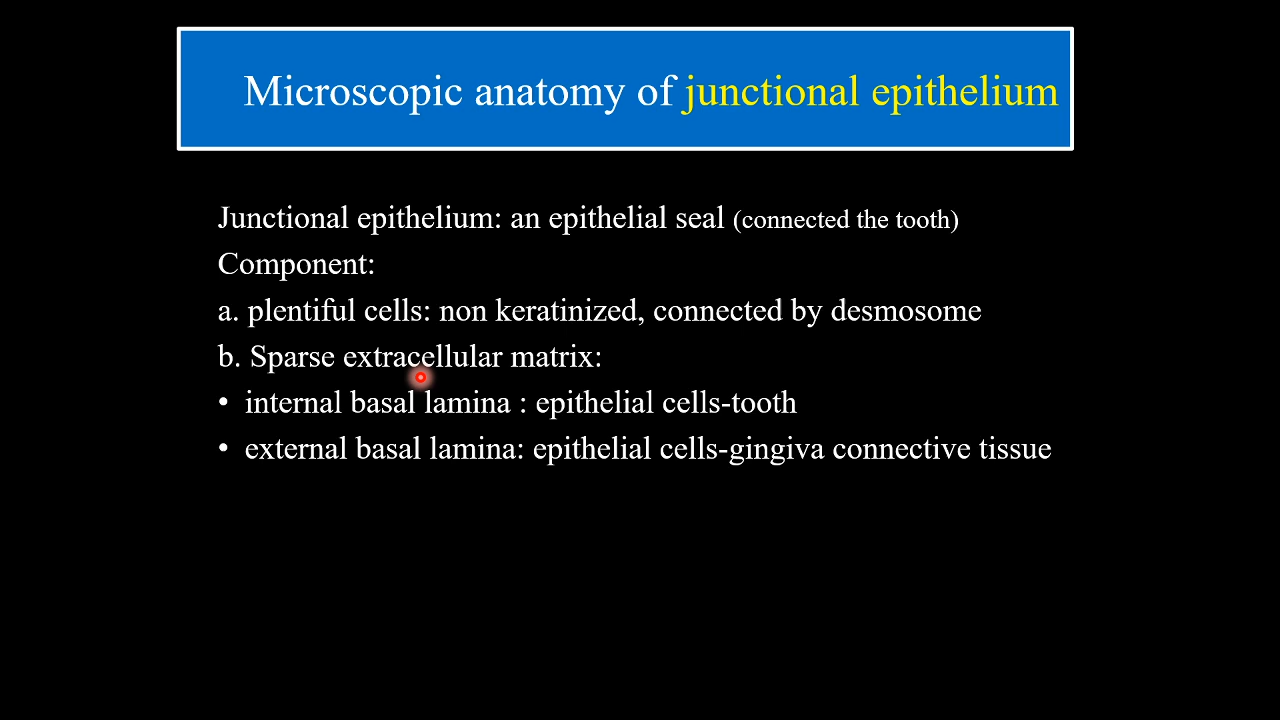 Microscopic anatomy of junctional epithelium
Junctional epithelium: an epithelial seal (connected the tooth)
Component:
a. plentiful cells: non keratinized, connected by desmosome
b. Sparse extracellular matrix:
• internal basal lamina : epithelial cells-tooth
• external basal lamina: epithelial cells-gingiva connective tissue